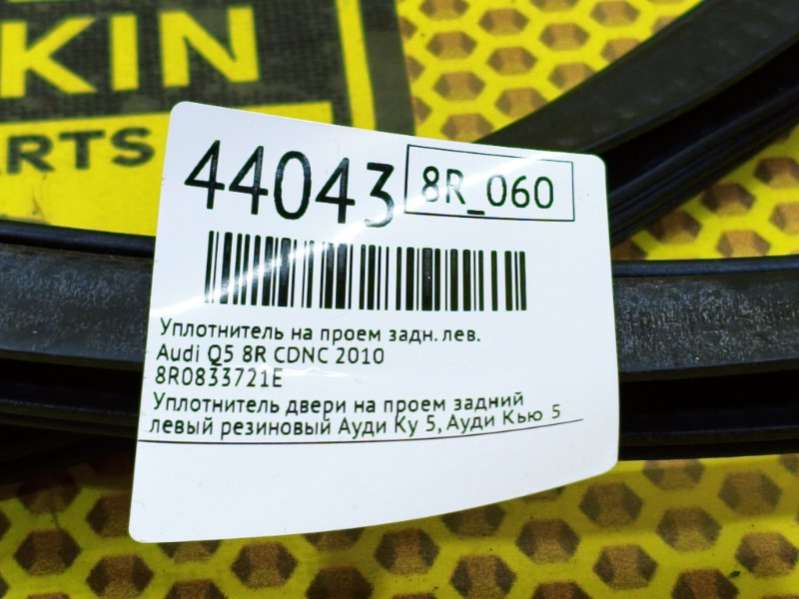 KIN
ARTS
44043
8R_060
Уплотнитель на проем задн. лев.
Audi Q5 8R CDNC 2010
8R0833721E
Уплотнитель двери на проем задний
левый резиновый Ауди Ку 5, Ауди Кью 5